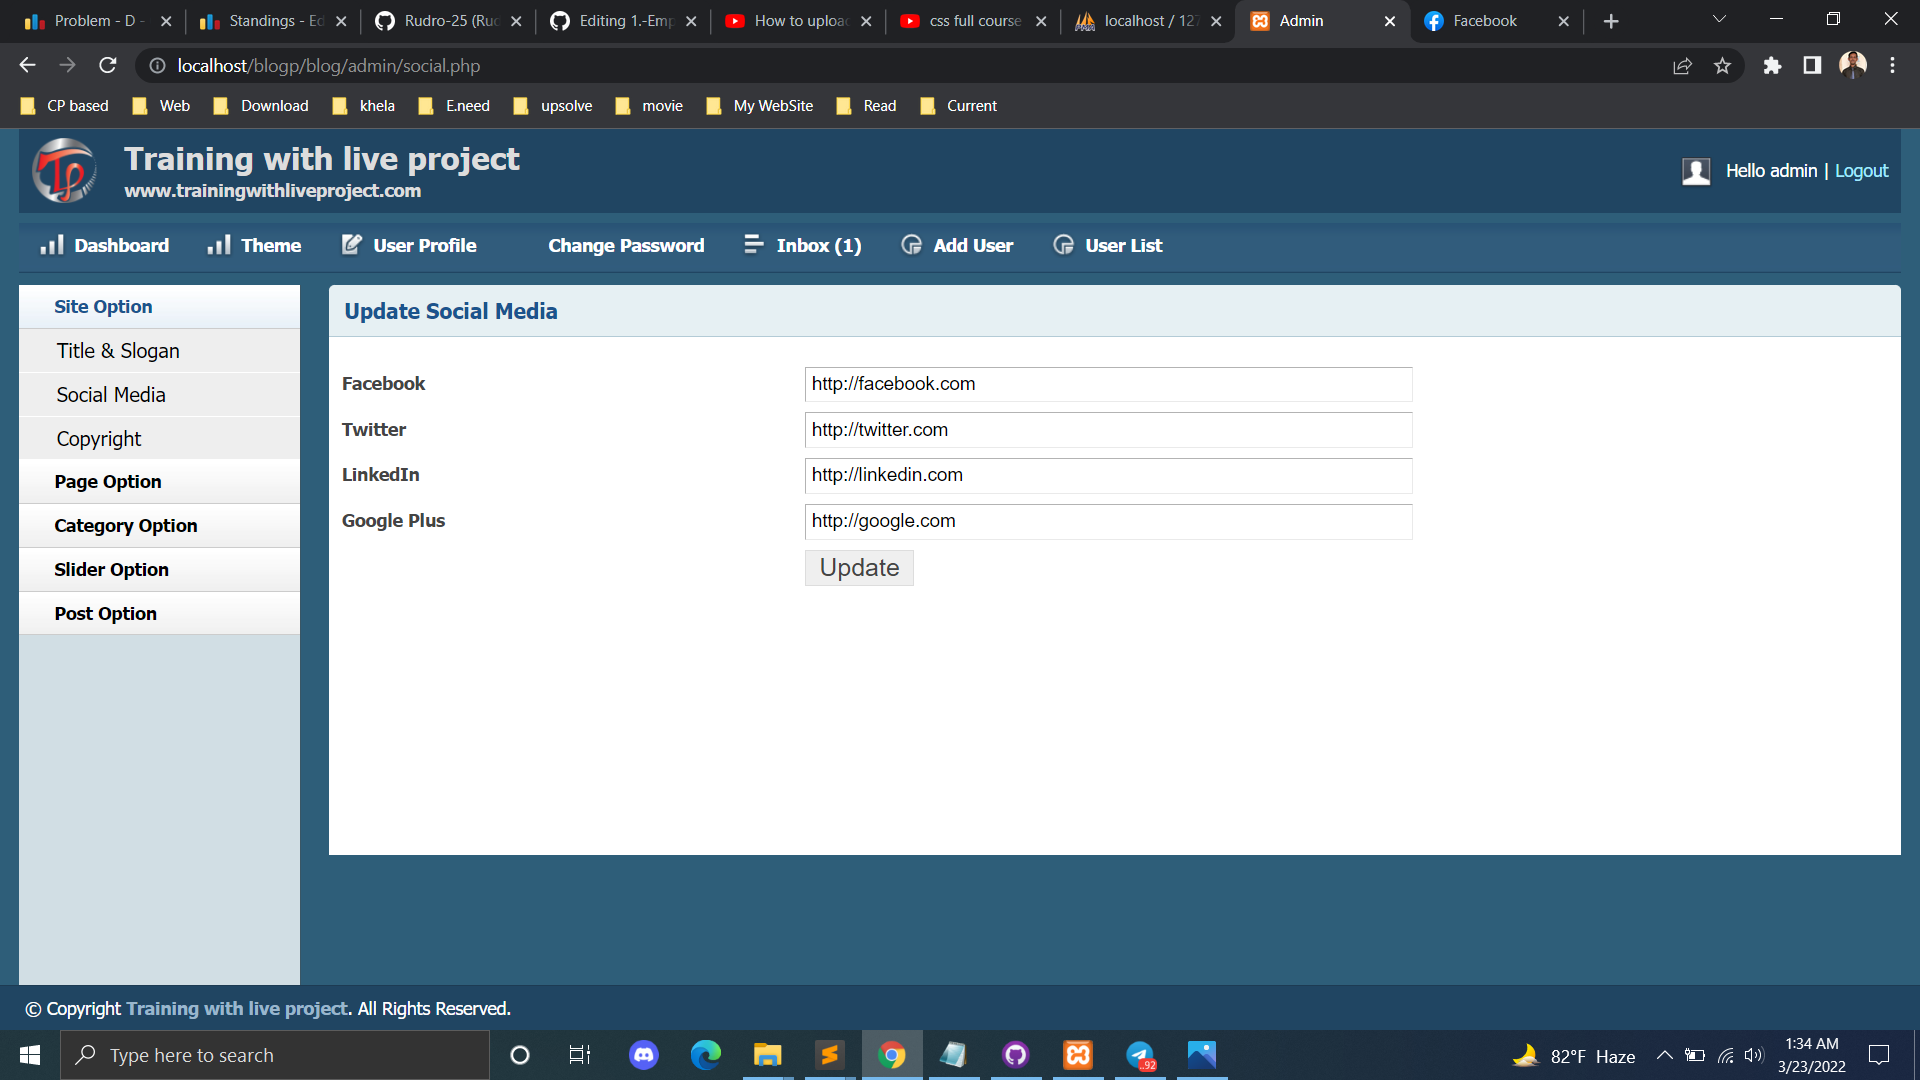 Problem - D -
Standings - Ed
Rudro-25 (Rud
Editing 1.-Emp
How to uploa
css full course
localhost / 127
Admin
Facebook
localhost/blogp/blog/admin/social.php
CP based
Web
Download
khela
E.need
upsolve
movie
My WebSite
Read
Current
Training with live project
www.trainingwithliveproject.com
Hello admin | Logout
Dashboard
Theme
User Profile
Change Password
Inbox (1)
Add User
User List
Site Option
Title & Slogan
Social Media
Copyright
Page Option
Category Option
Slider Option
Post Option
Update Social Media
Facebook
http://facebook.com
Twitter
http://twitter.com
LinkedIn
http://linkedin.com
Google Plus
http://google.com
Update
© Copyright Training with live project. All Rights Reserved.
Type here to search
..92
82°F Haze
1:34 AM
3/23/2022